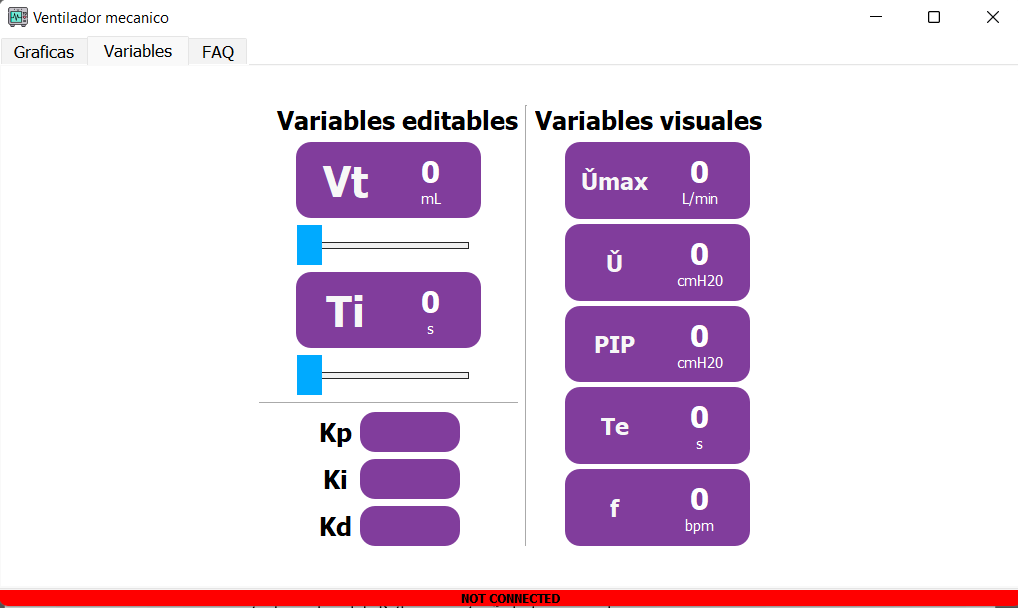 Ventilador mecanico
Graficas
Variables
FAQ
Variables editables
Vt
0
mL
Ti
0
s
Kp
Ki
Kd
Variables visuales
Ǔmax
0
L/min
Ǔ
0
cmH20
PIP
0
cmH20
Te
0
s
f
0
bpm
NOT CONNECTED